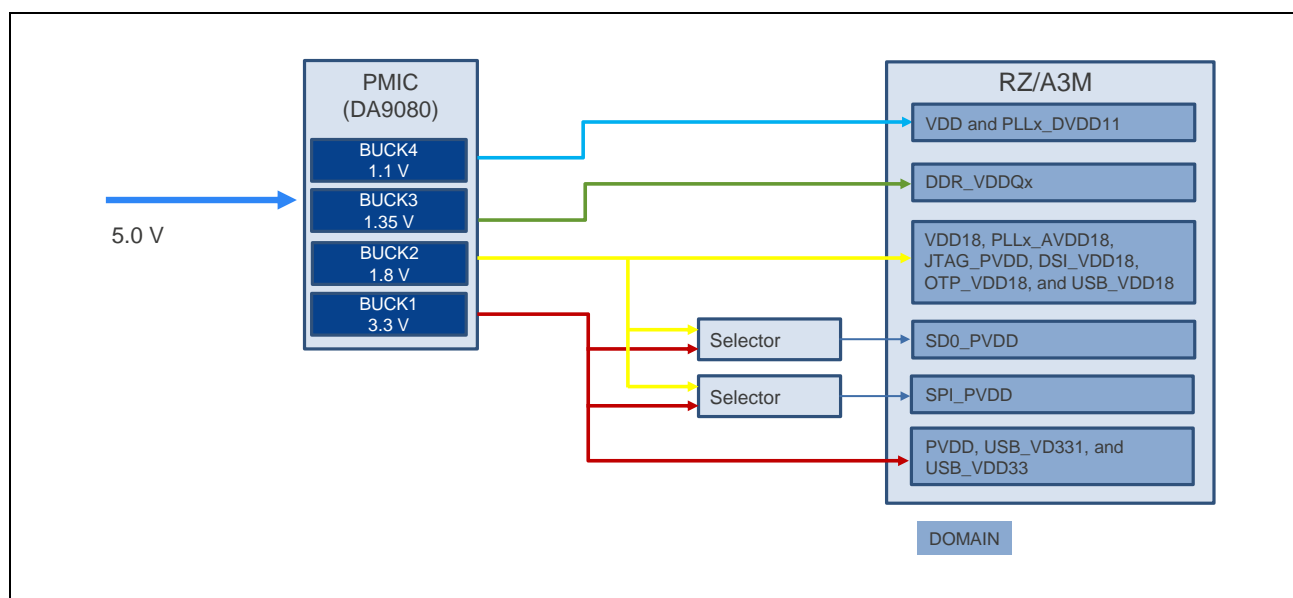 5.0 V
PMIC
(DA9080)
BUCK4
1.1 V
BUCK3
1.35 V
BUCK2
1.8 V
BUCK1
3.3 V
Selector
Selector
RZ/A3M
VDD and PLLx_DVDD11
DDR_VDDQx
VDD18, PLLx_AVDD18,
JTAG_PVDD, DSI_VDD18,
OTP_VDD18, and USB_VDD18
SD0_PVDD
SPI_PVDD
PVDD, USB_VD331, and
USB_VDD33
DOMAIN